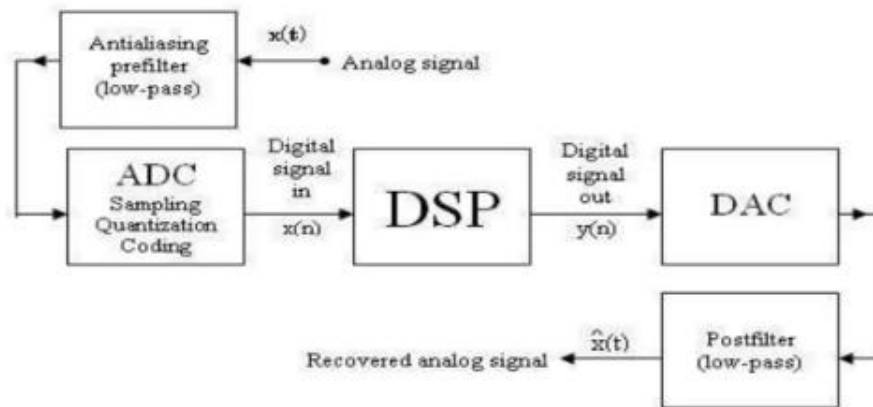 Antialiasing
prefilter
(low-pass)
x(t)
Analog signal
ADC
Sampling
Quantization
Coding
Digital
signal
in
x(n)
DSP
Digital
signal
out
y(n)
DAC
Recovered analog signal
x̂(t)
Postfilter
(low-pass)